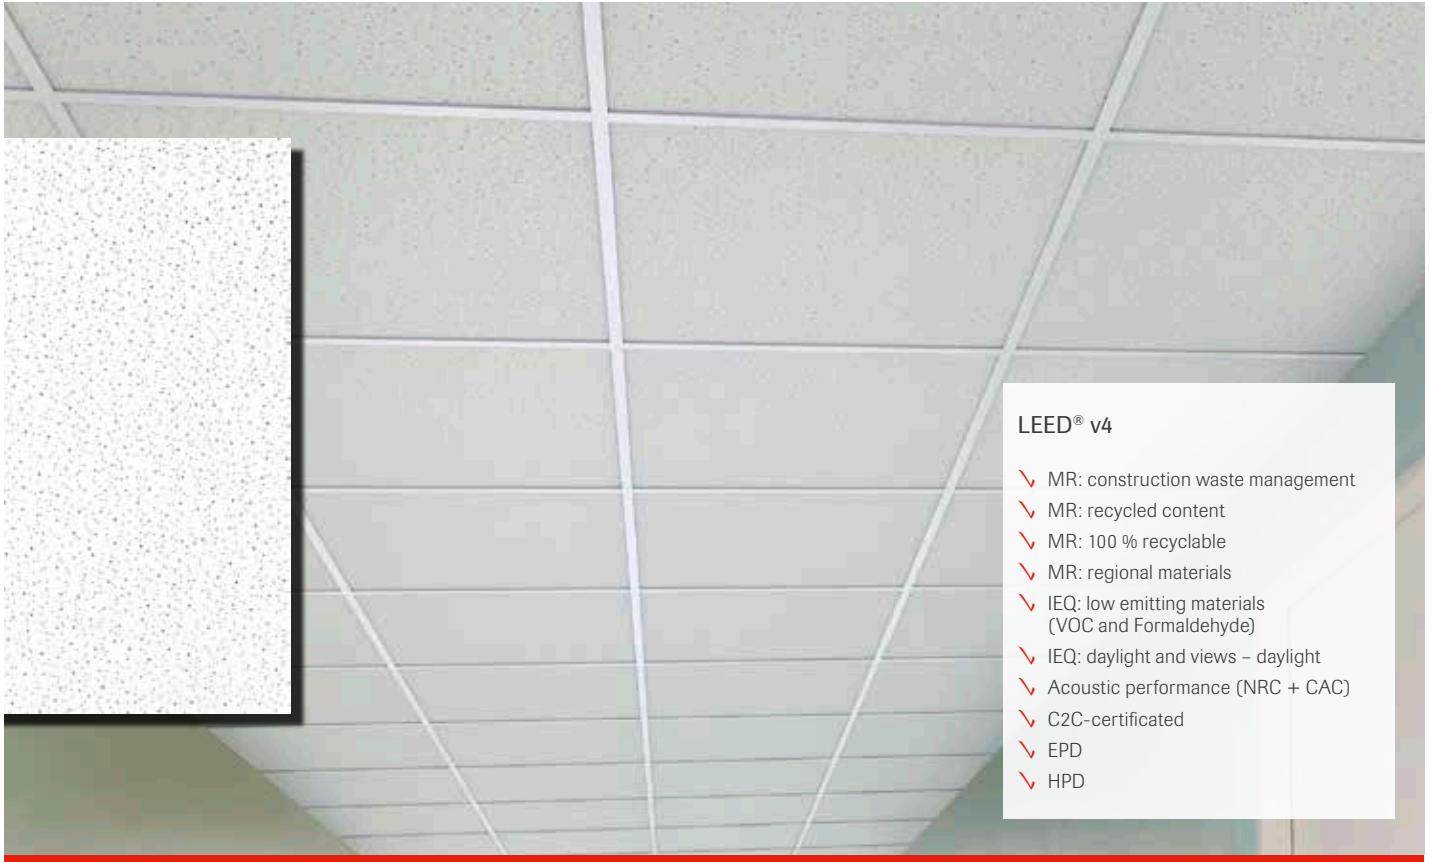 LEED® v4
MR: construction waste management
MR: recycled content
MR: 100 % recyclable
MR: regional materials
IEQ: low emitting materials
(VOC and Formaldehyde)
IEQ: daylight and views – daylight
Acoustic performance (NRC + CAC)
C2C-certificated
EPD
HPD